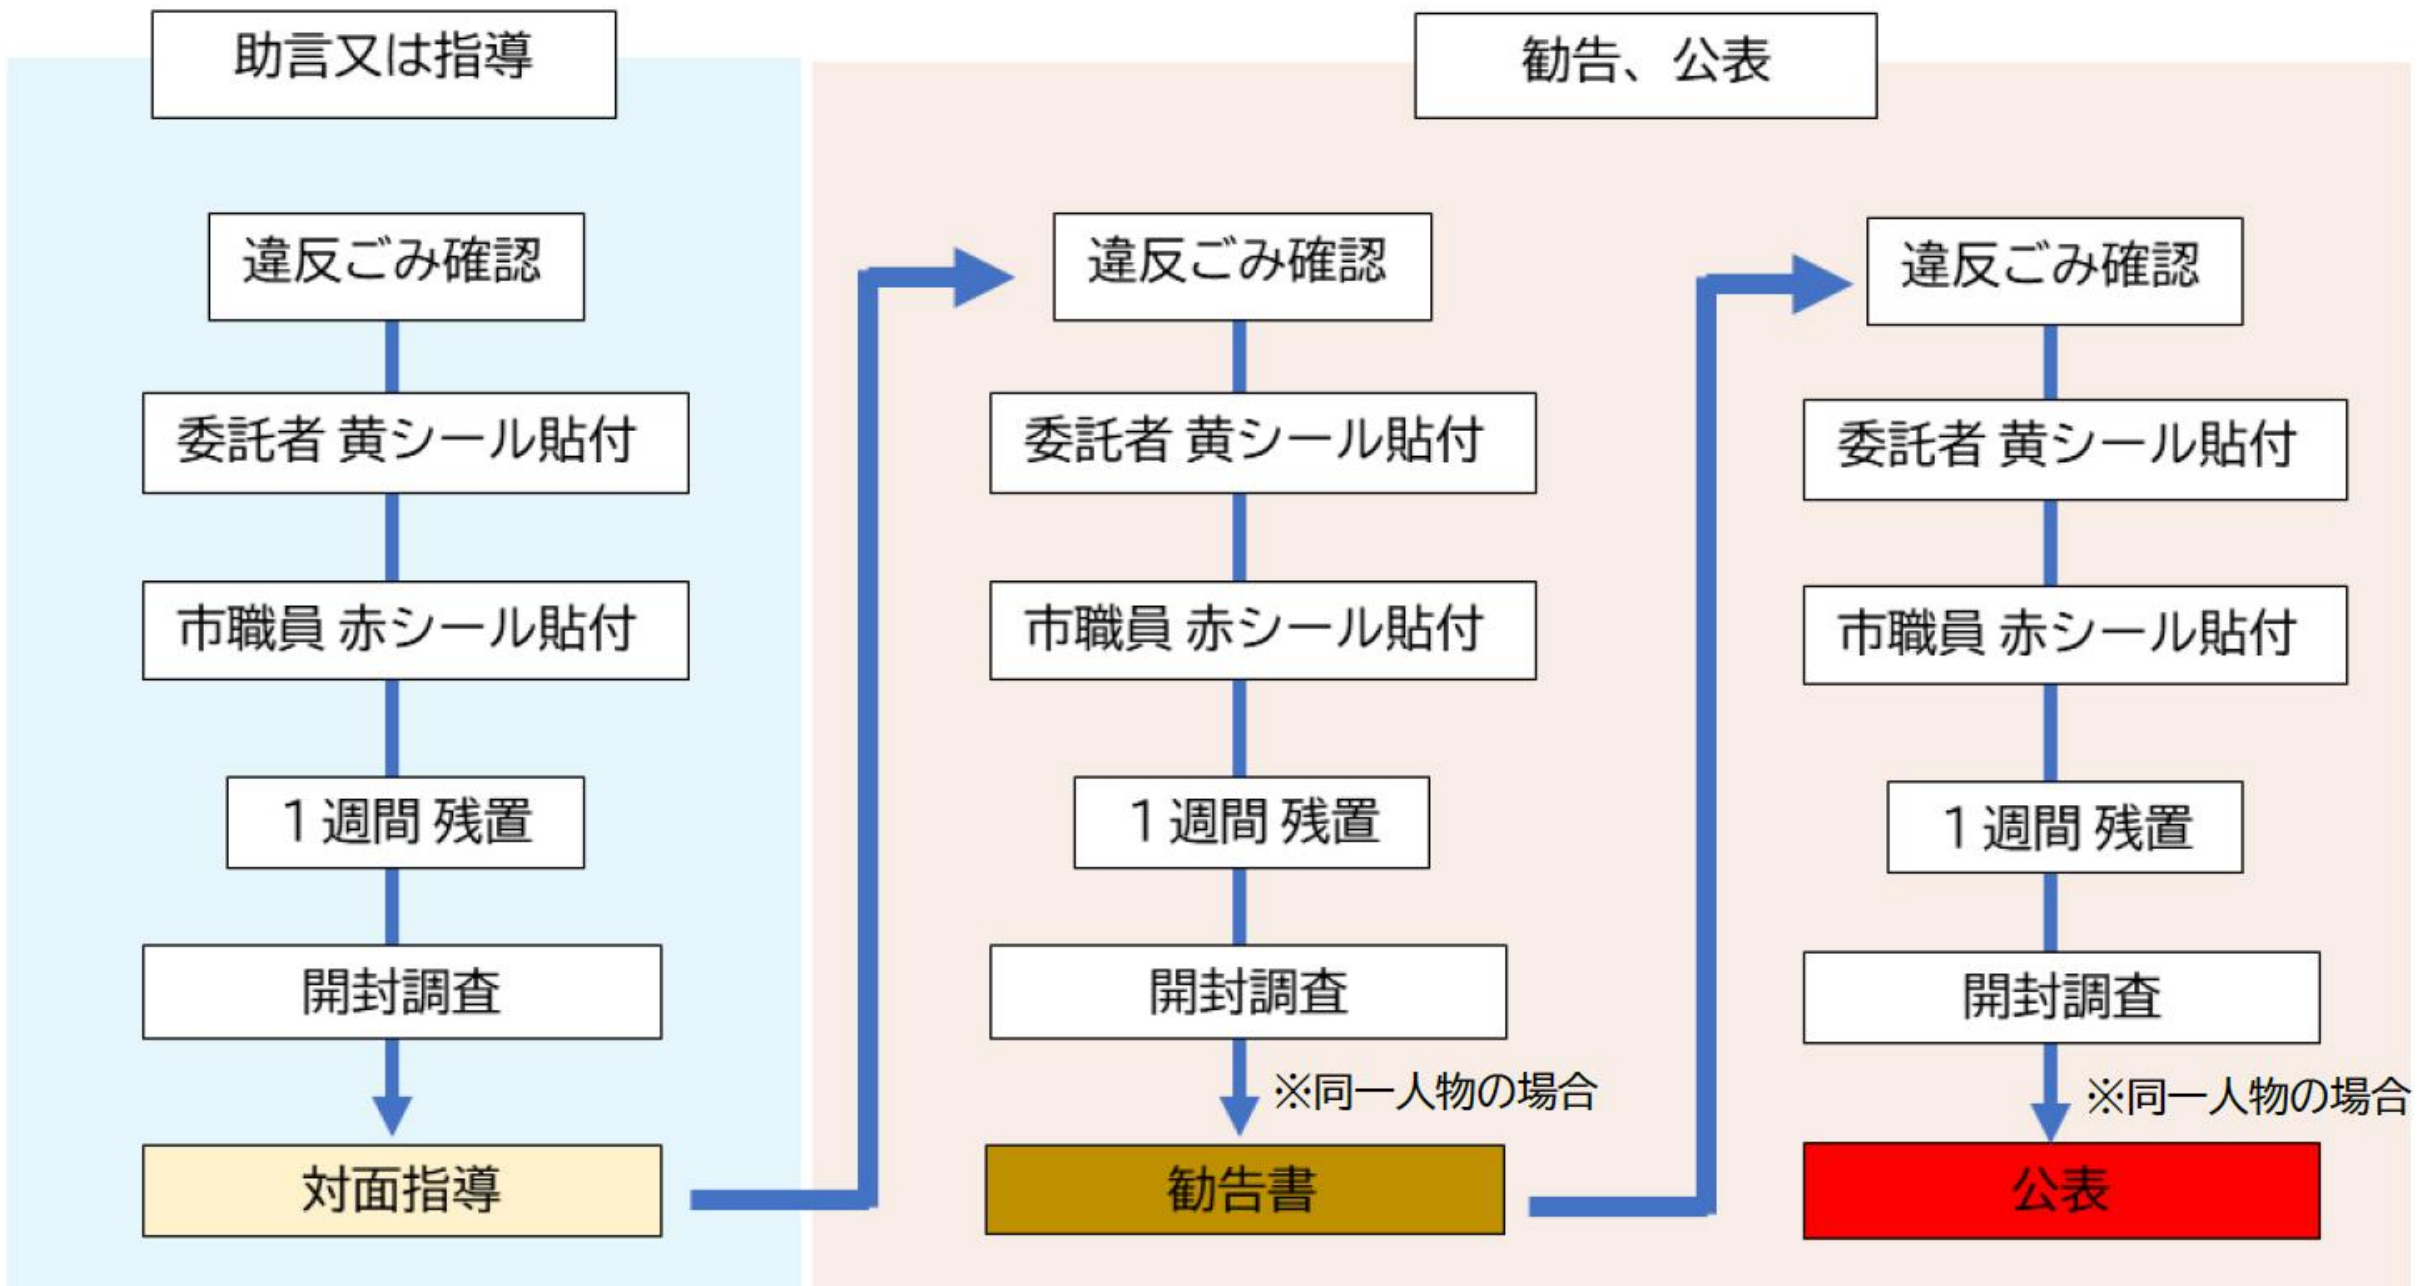 助言又は指導
違反ごみ確認
委託者 黄シール貼付
市職員 赤シール貼付
１週間 残置
開封調査
対面指導
勧告、公表
違反ごみ確認
委託者 黄シール貼付
市職員 赤シール貼付
１週間 残置
開封調査
※同一人物の場合
勧告書
違反ごみ確認
委託者 黄シール貼付
市職員 赤シール貼付
１週間 残置
開封調査
※同一人物の場合
公表